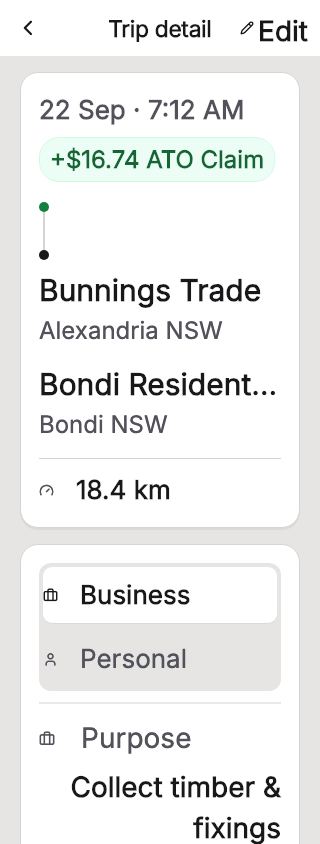 Trip detail
Edit
22 Sep · 7:12 AM
+$16.74 ATO Claim
Bunnings Trade
Alexandria NSW
Bondi Resident...
Bondi NSW
18.4 km
Business
Personal
Purpose
Collect timber &
fixings